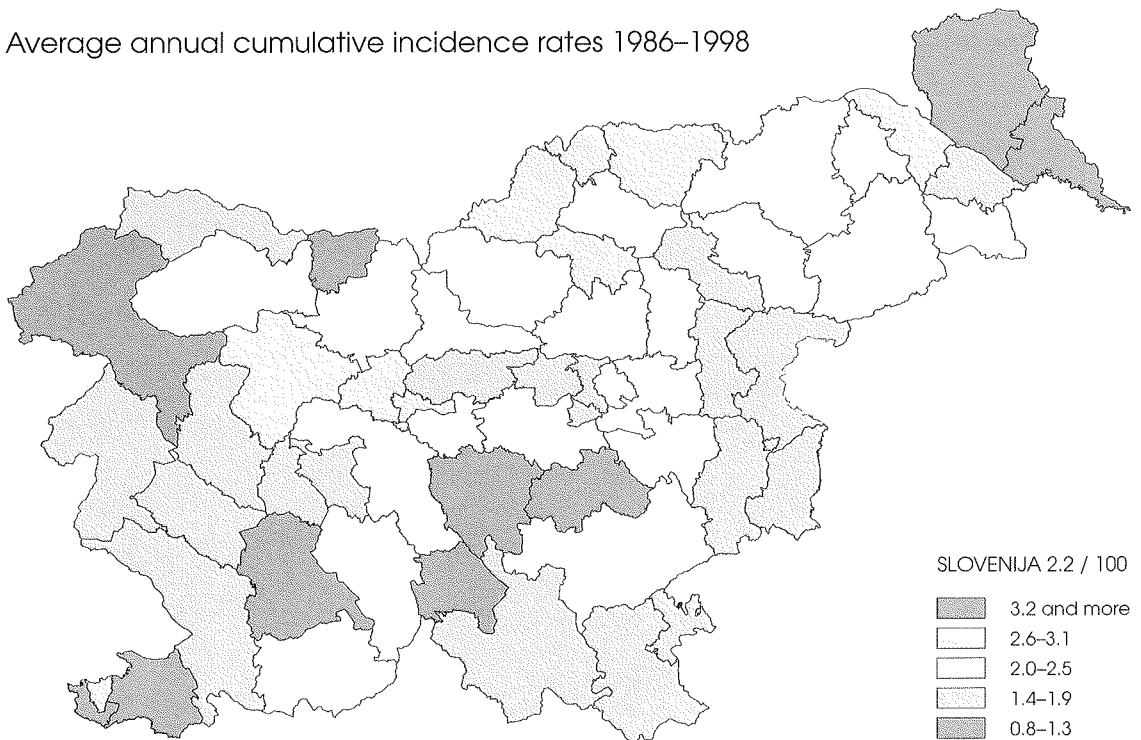 Average annual cumulative incidence rates 1986–1998
SLOVENIJA 2.2 / 100
3.2 and more
2.6–3.1
2.0–2.5
1.4–1.9
0.8–1.3